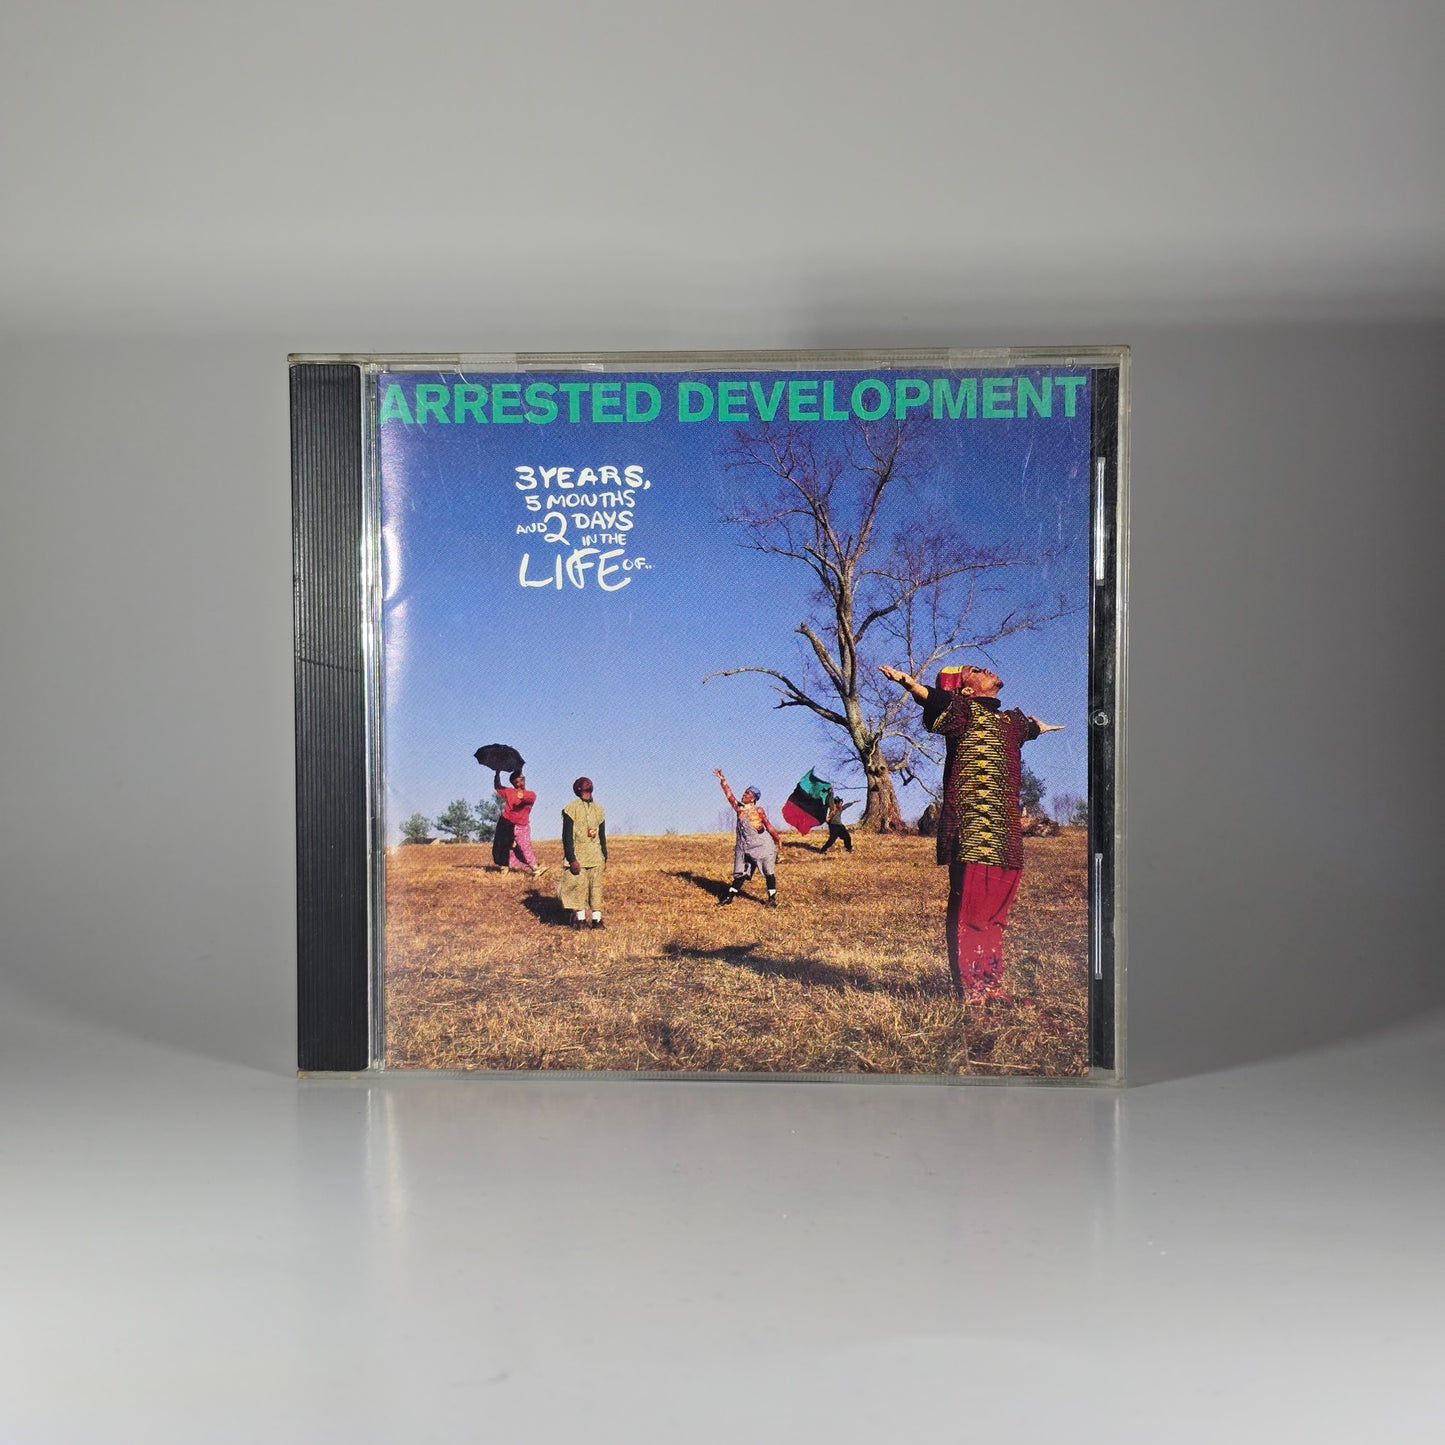 ARRESTED DEVELOPMENT
3 YEARS,
5 MONTHS
AND 2 DAYS
IN THE
LIFE OF..